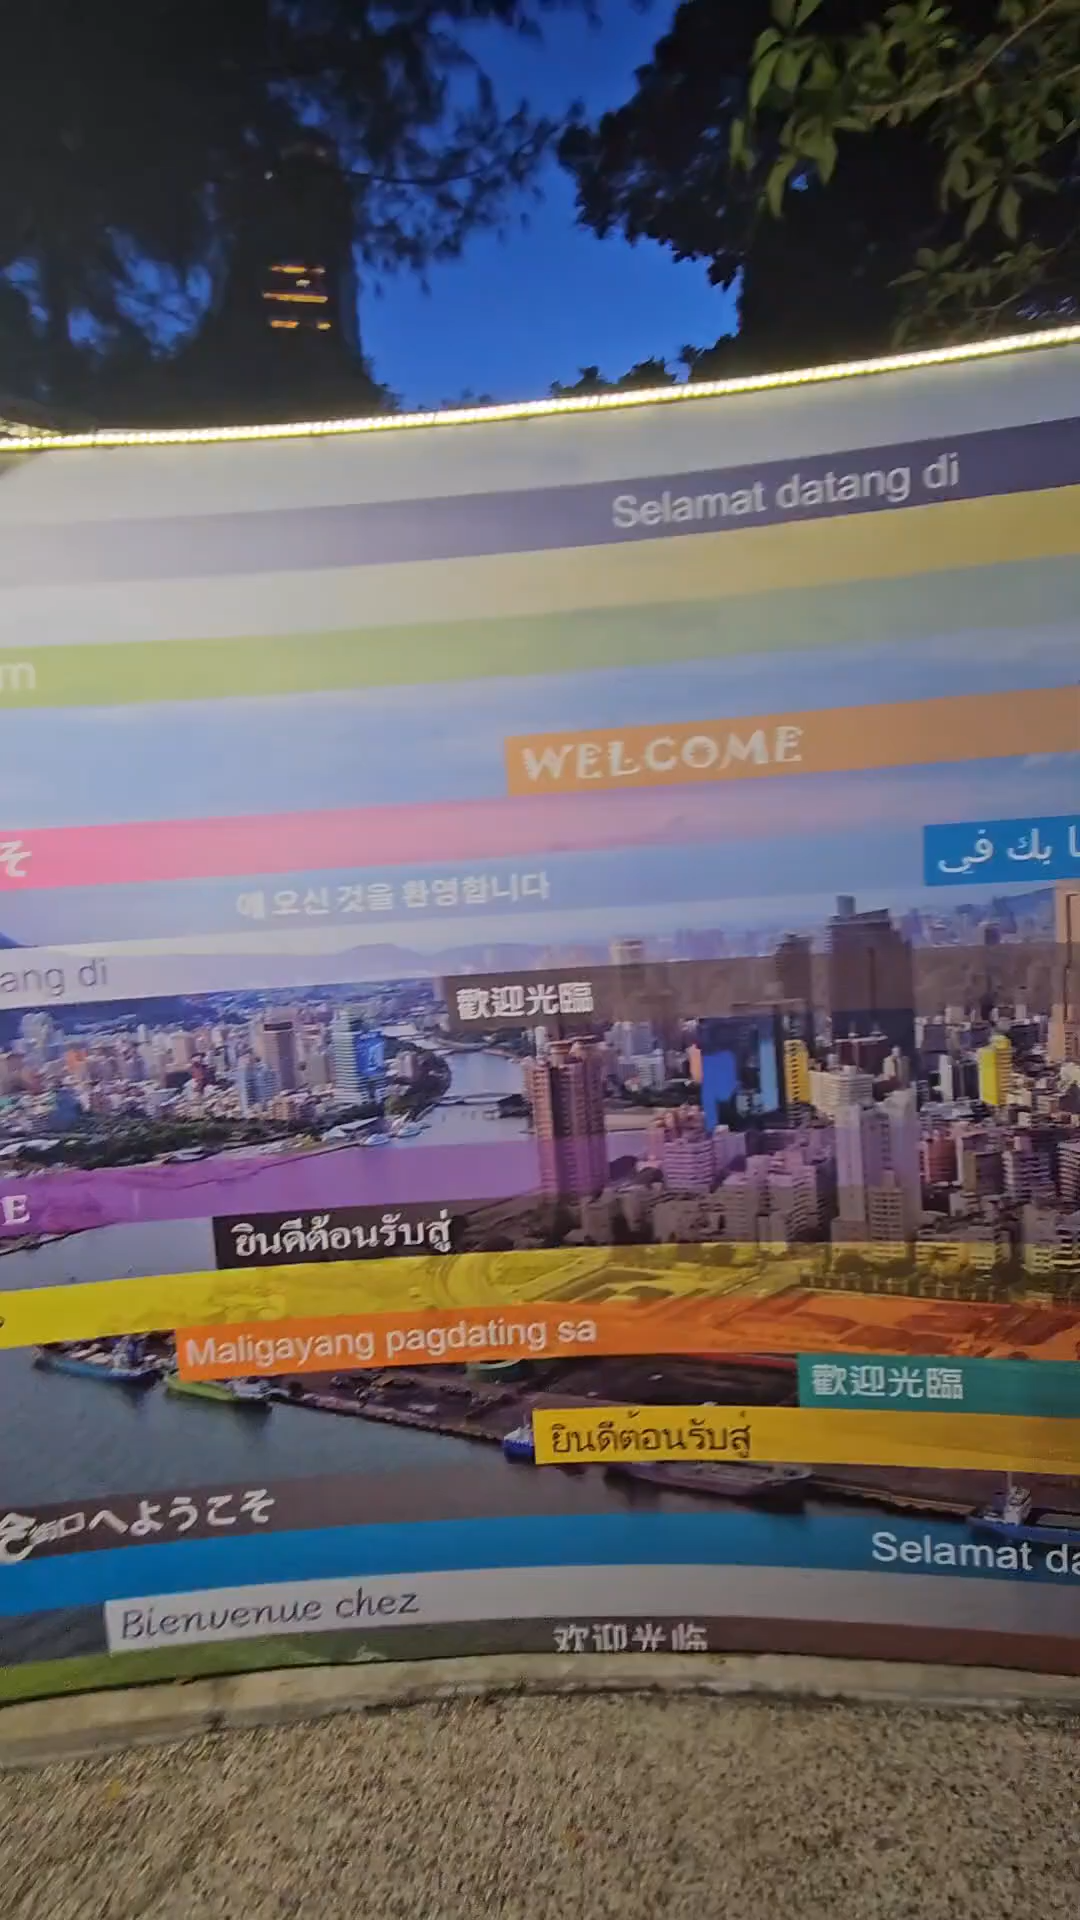 Selamat datang di
m
WELCOME
そ
ا بك في
에 오신 것을 환영합니다
ang di
歡迎光臨
E
ยินดีต้อนรับสู่
Maligayang pagdating sa
歡迎光臨
ยินดีต้อนรับสู่
へようこそ
Selamat da
Bienvenue chez
欢迎光临